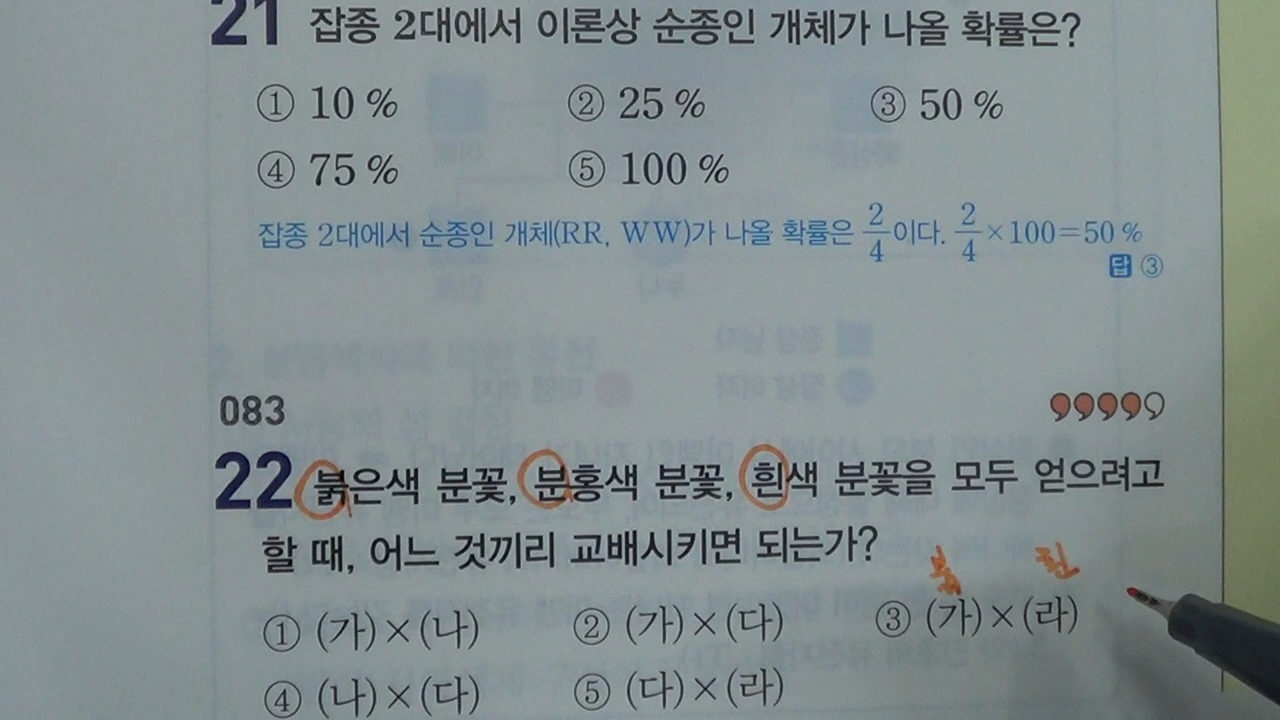 21 잡종 2대에서 이론상 순종인 개체가 나올 확률은?
① 10 % ② 25 % ③ 50 %
④ 75 % ⑤ 100 %
잡종 2대에서 순종인 개체(RR, WW)가 나올 확률은 2/4이다. 2/4×100=50 %
답 ③
083
22 붉은색 분꽃, 분홍색 분꽃, 흰색 분꽃을 모두 얻으려고
할 때, 어느 것끼리 교배시키면 되는가?
붉 흰
① (가)×(나) ② (가)×(다) ③ (가)×(라)
④ (나)×(다) ⑤ (다)×(라)